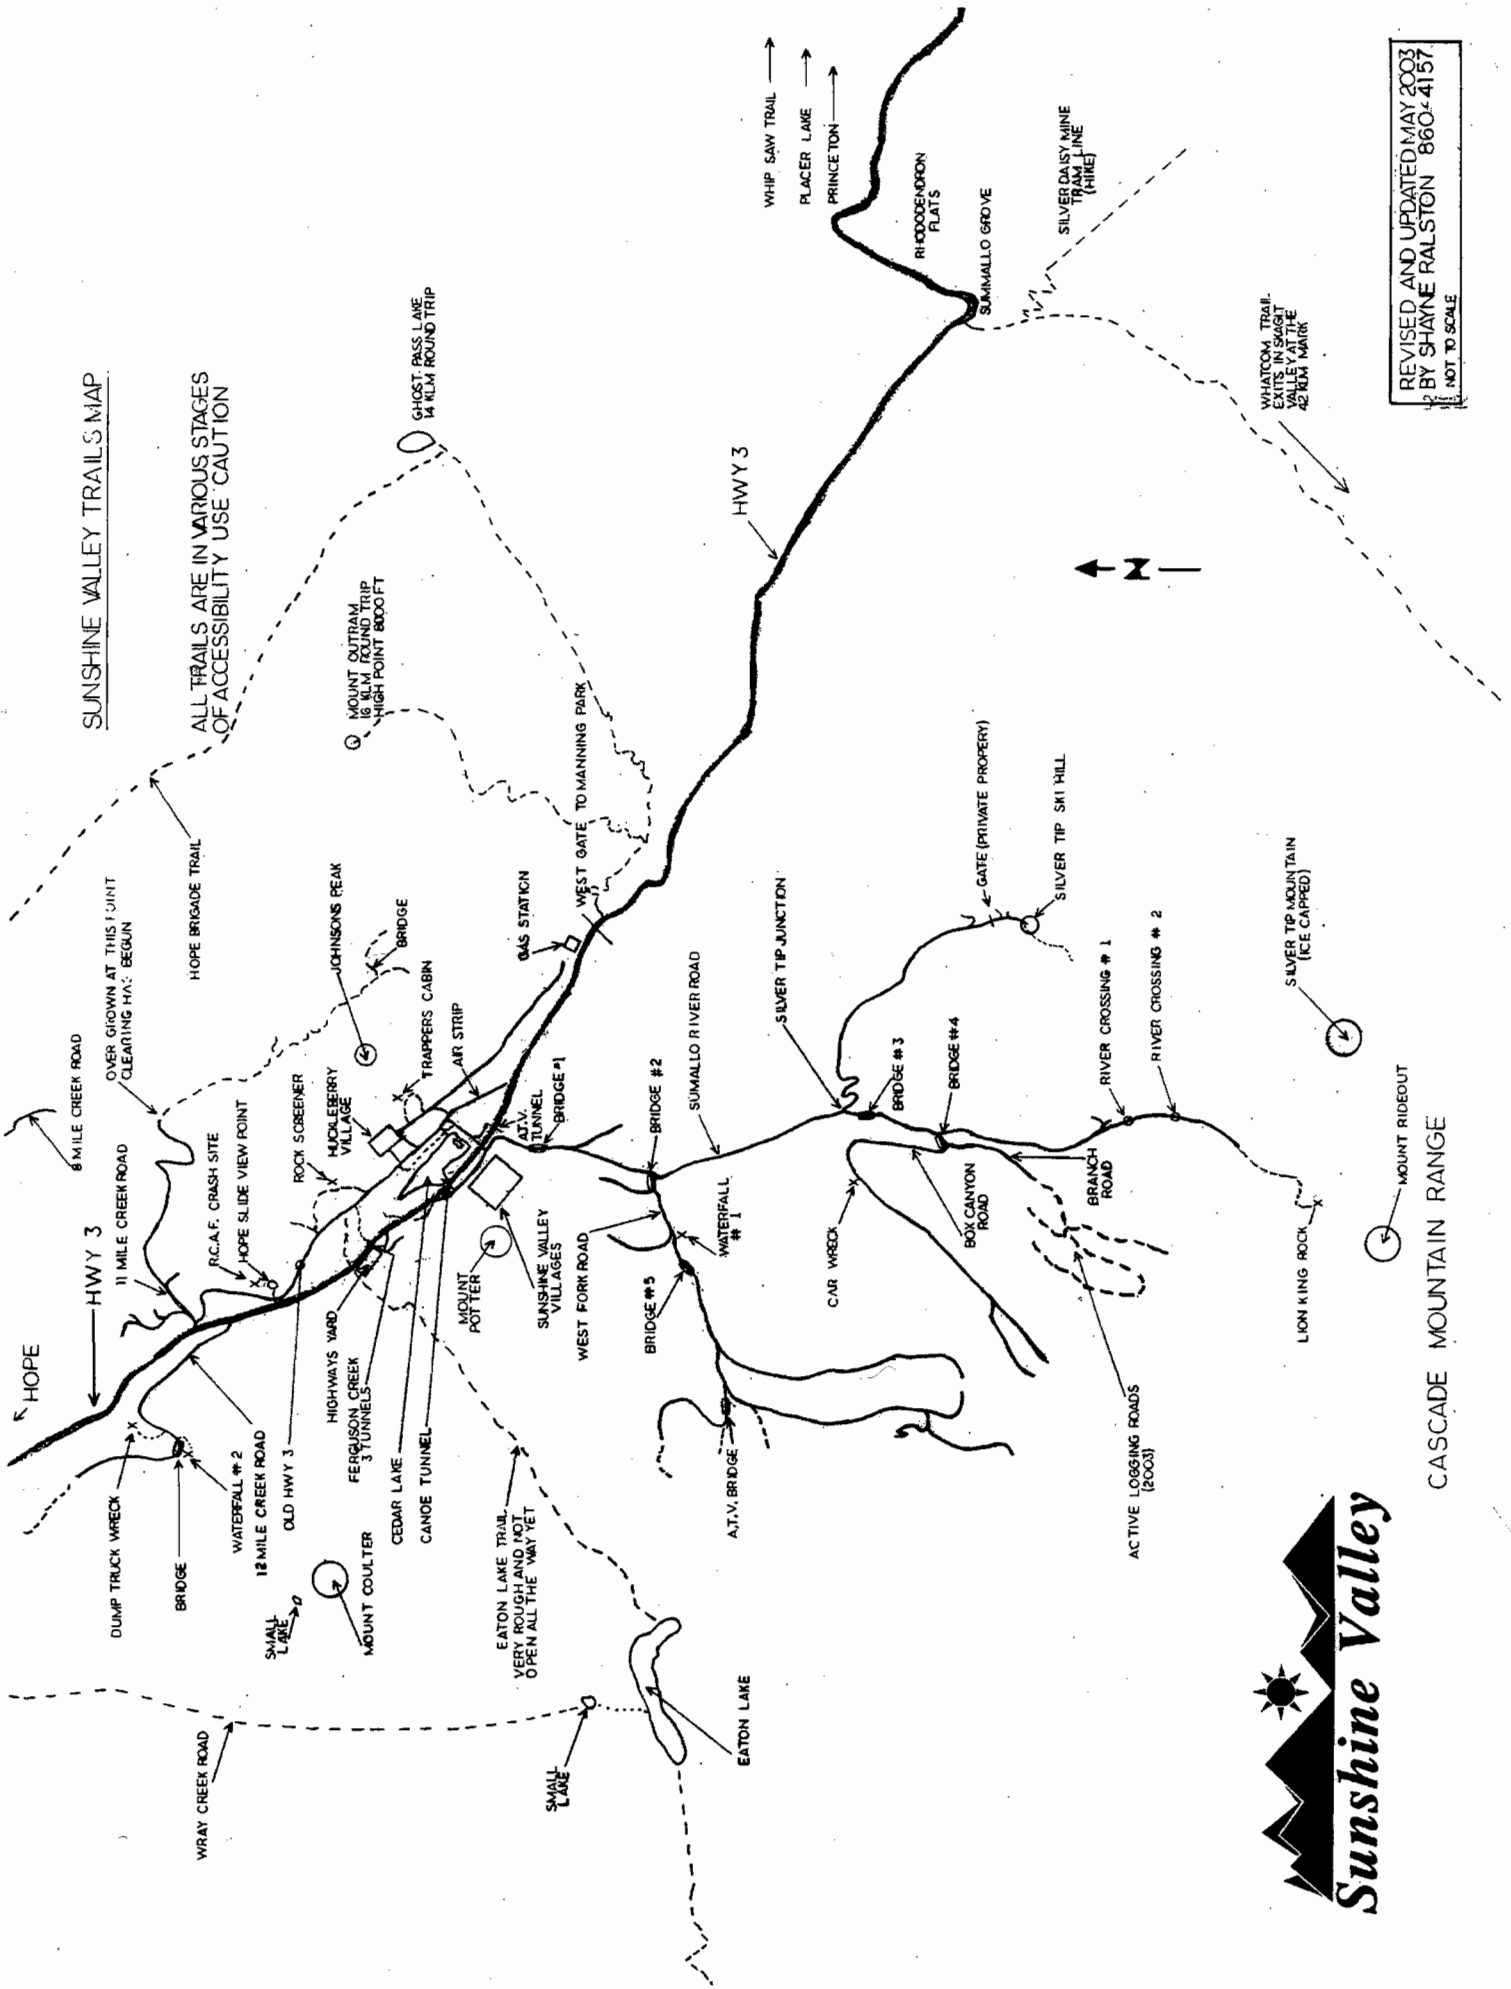 SUNSHINE VALLEY TRAILS MAP
ALL TRAILS ARE IN VARIOUS STAGES
OF ACCESSIBILITY USE CAUTION
HOPE
HWY 3
8 MILE CREEK ROAD
OVER GROWN AT THIS POINT
CLEARING HAS BEGUN
11 MILE CREEK ROAD
HOPE BRIGADE TRAIL
R.C.A.F. CRASH SITE
HOPE SLIDE VIEW POINT
ROCK SCREENER
HUCKLEBERRY
VILLAGE
JOHNSONS PEAK
BRIDGE
TRAPPERS CABIN
AIR STRIP
MOUNT OUTRAM
16 KLM ROUND TRIP
HIGH POINT 8000 FT
GHOST PASS LAKE
14 KLM ROUND TRIP
GAS STATION
WEST GATE TO MANNING PARK
WHIP SAW TRAIL
PLACER LAKE
PRINCETON
HWY 3
RHODODENDRON
FLATS
SUMMALLO GROVE
SILVER DAISY MINE
TRAM LINE
(HIKE)
WHATCOM TRAIL
EXITS IN SKAGIT
VALLEY AT THE
42 KLM MARK
N
DUMP TRUCK WRECK
BRIDGE
WATERFALL #2
12 MILE CREEK ROAD
OLD HWY 3
HIGHWAYS YARD
FERGUSON CREEK
3 TUNNELS
CEDAR LAKE
CANOE TUNNEL
SMALL
LAKE
MOUNT COULTER
WRAY CREEK ROAD
EATON LAKE TRAIL
VERY ROUGH AND NOT
OPEN ALL THE WAY YET
SMALL
LAKE
EATON LAKE
MOUNT
POTTER
SUNSHINE VALLEY
VILLAGES
A.T.V.
TUNNEL
BRIDGE #1
WEST FORK ROAD
BRIDGE #2
SUMALLO RIVER ROAD
BRIDGE #5
WATERFALL
#1
A.T.V. BRIDGE
SILVER TIP JUNCTION
GATE (PRIVATE PROPERY)
SILVER TIP SKI HILL
BRIDGE #3
BRIDGE #4
CAR WRECK
BOX CANYON
ROAD
BRANCH
ROAD
RIVER CROSSING # 1
RIVER CROSSING # 2
ACTIVE LOGGING ROADS
(2003)
LION KING ROCK
SILVER TIP MOUNTAIN
(ICE CAPPED)
MOUNT RIDEOUT
CASCADE MOUNTAIN RANGE
Sunshine Valley
REVISED AND UPDATED MAY 2003
BY SHAYNE RALSTON 860-4157
NOT TO SCALE